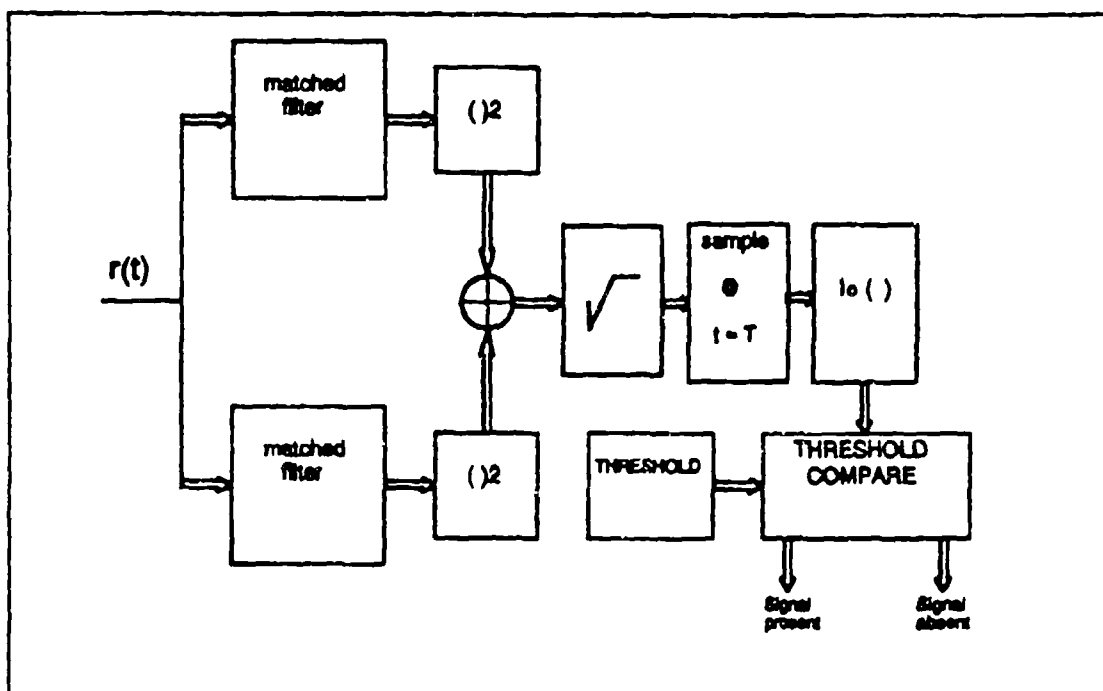 matched
filter
( )2
r(t)
sample
@
t = T
Io ( )
matched
filter
( )2
THRESHOLD
THRESHOLD
COMPARE
Signal
present
Signal
absent